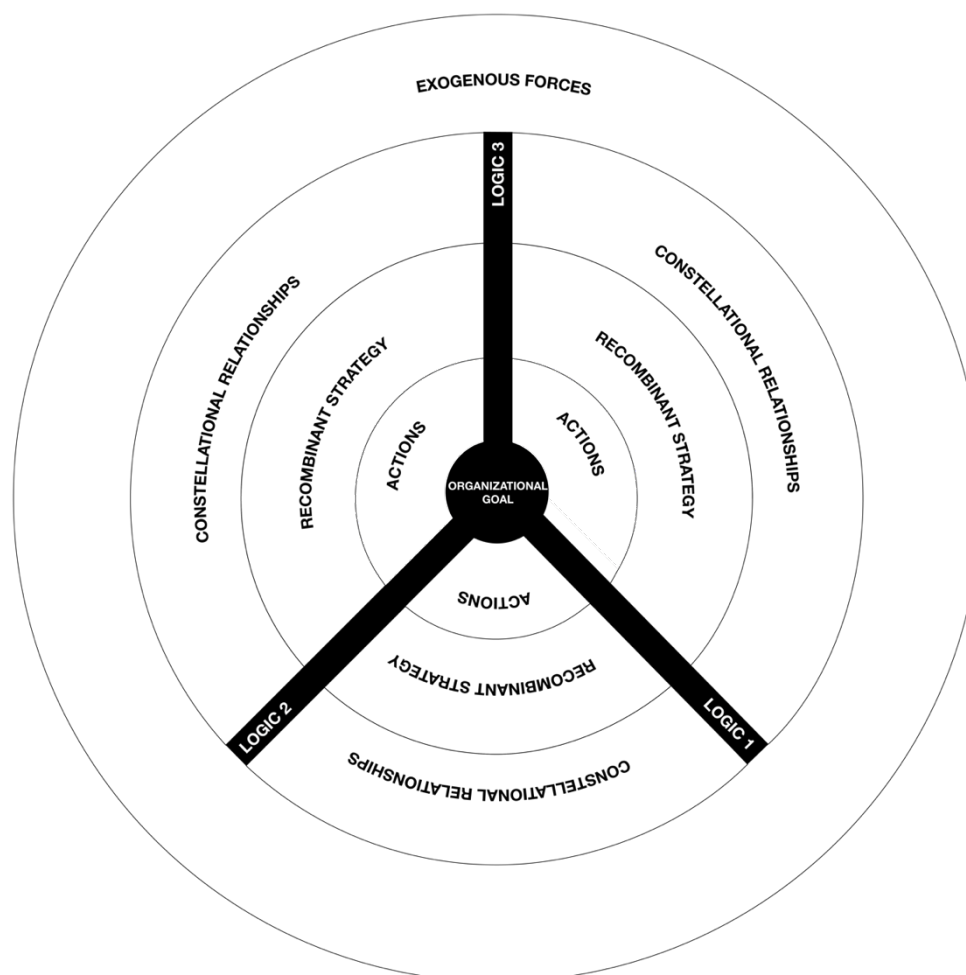 EXOGENOUS FORCES
LOGIC 3
CONSTELLATIONAL RELATIONSHIPS
CONSTELLATIONAL RELATIONSHIPS
RECOMBINANT STRATEGY
RECOMBINANT STRATEGY
ACTIONS
ACTIONS
ORGANIZATIONAL
GOAL
ACTIONS
RECOMBINANT STRATEGY
LOGIC 2
LOGIC 1
CONSTELLATIONAL RELATIONSHIPS